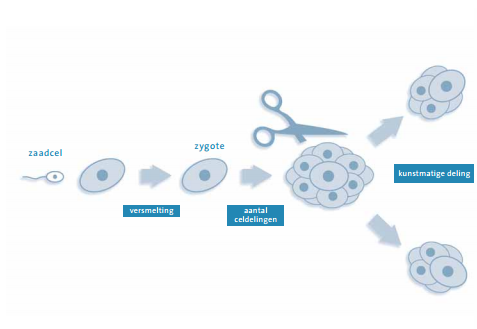 zaadcel
zygote
versmelting
aantal
celdelingen
kunstmatige deling